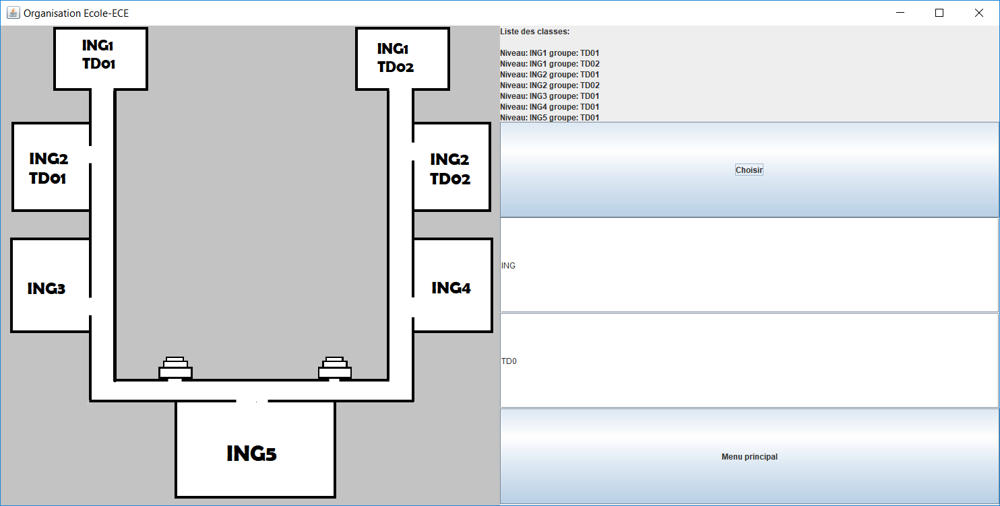 Organisation Ecole-ECE
ING1
TD01
ING1
TD02
ING2
TD01
ING2
TD02
ING3
ING4
ING5
Liste des classes:
Niveau: ING1 groupe: TD01
Niveau: ING1 groupe: TD02
Niveau: ING2 groupe: TD01
Niveau: ING2 groupe: TD02
Niveau: ING3 groupe: TD01
Niveau: ING4 groupe: TD01
Niveau: ING5 groupe: TD01
Choisir
ING
TD0
Menu principal